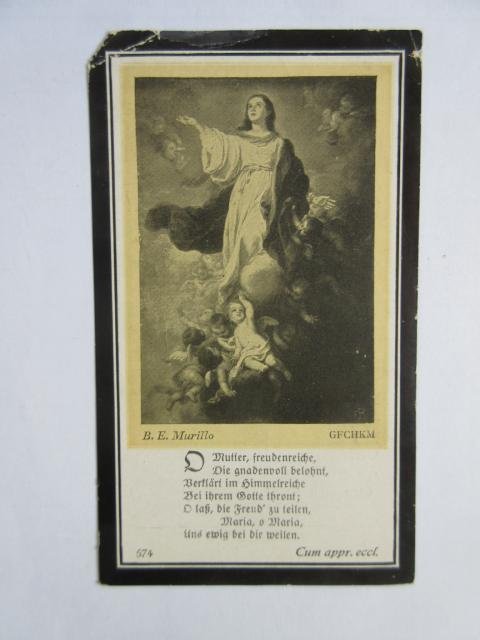 B. E. Murillo
GFCHKM
O Mutter, freudenreiche,
Die gnadenvoll belohnt,
Verklärt im Himmelreiche
Bei ihrem Gotte thront;
O laß, die Freud' zu teilen,
Maria, o Maria,
Uns ewig bei dir weilen.
574
Cum appr. eccl.